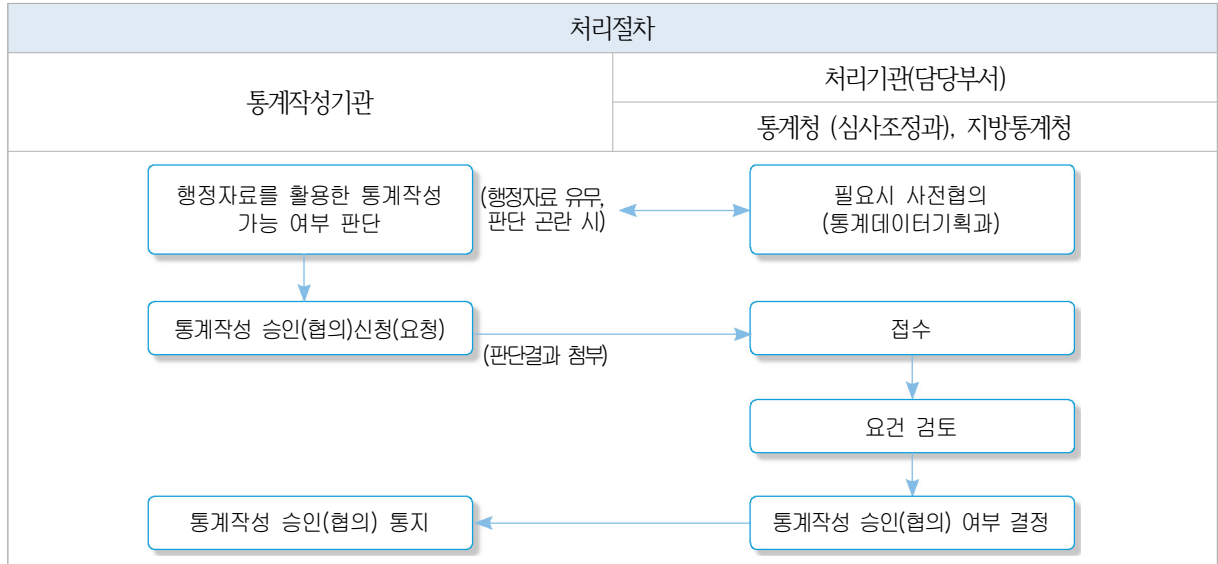 처리절차
통계작성기관
처리기관(담당부서)
통계청 (심사조정과), 지방통계청
행정자료를 활용한 통계작성
가능 여부 판단
(행정자료 유무,
판단 곤란 시)
필요시 사전협의
(통계데이터기획과)
통계작성 승인(협의)신청(요청)
(판단결과 첨부)
접수
요건 검토
통계작성 승인(협의) 통지
통계작성 승인(협의) 여부 결정